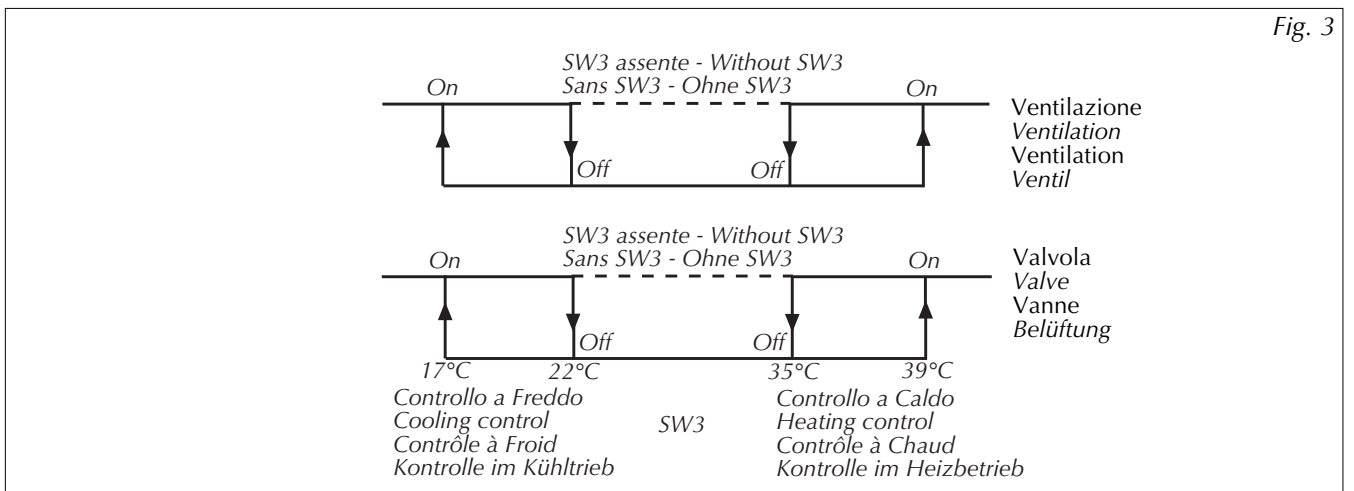 Fig. 3
SW3 assente - Without SW3
Sans SW3 - Ohne SW3
On
On
Off
Off
Ventilazione
Ventilation
Ventilation
Ventil
SW3 assente - Without SW3
Sans SW3 - Ohne SW3
On
On
Off
Off
Valvola
Valve
Vanne
Belüftung
17°C
22°C
35°C
39°C
Controllo a Freddo
Cooling control
Contrôle à Froid
Kontrolle im Kühltrieb
SW3
Controllo a Caldo
Heating control
Contrôle à Chaud
Kontrolle im Heizbetrieb